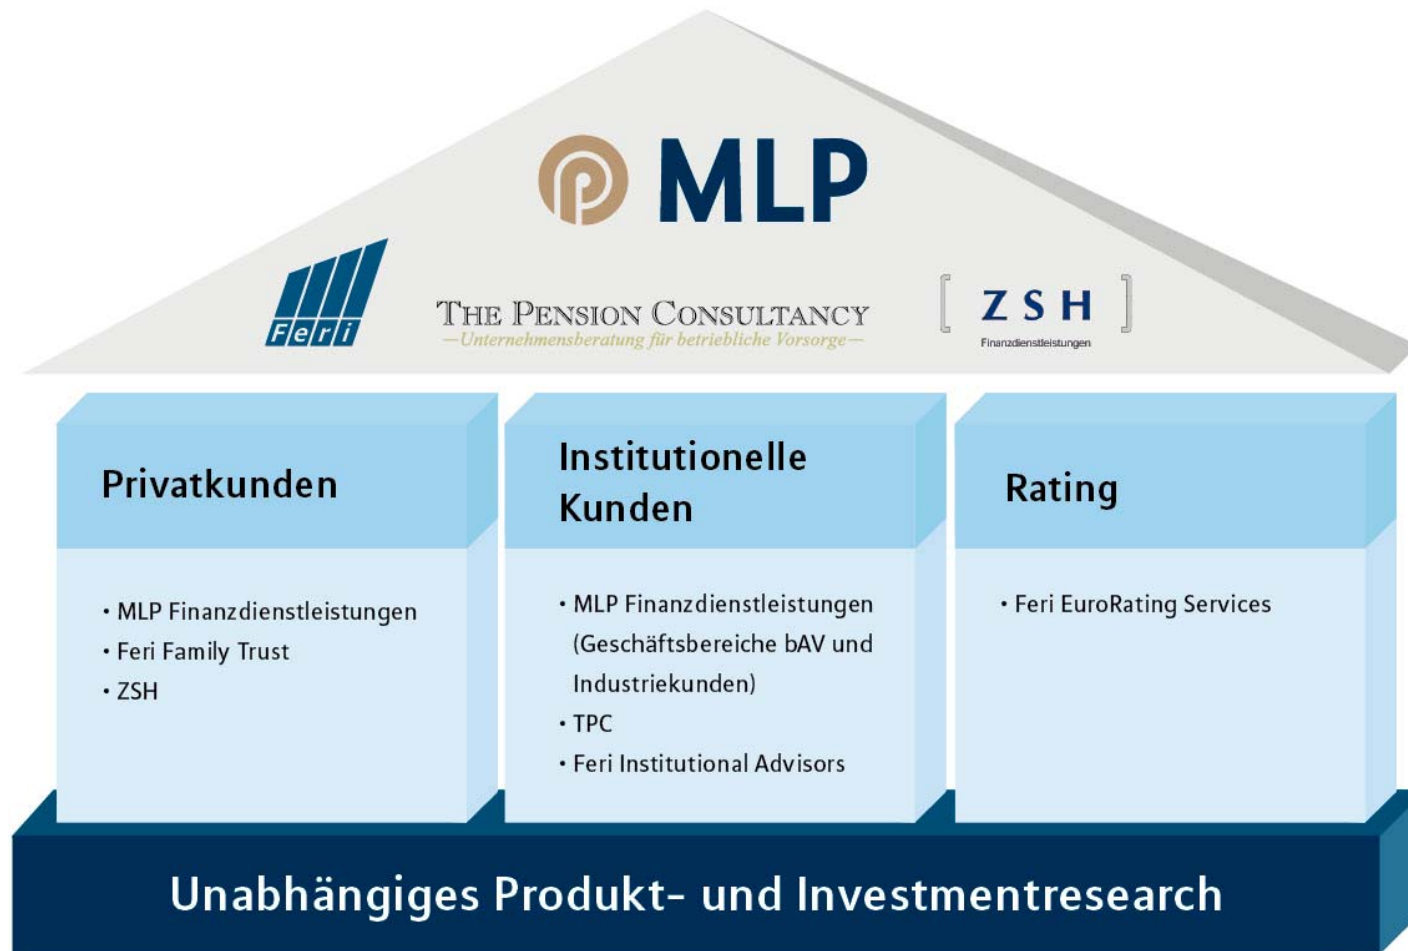 MLP
Feri
THE PENSION CONSULTANCY
—Unternehmensberatung für betriebliche Vorsorge—
[ Z S H ]
Finanzdienstleistungen
Privatkunden
• MLP Finanzdienstleistungen
• Feri Family Trust
• ZSH
Institutionelle
Kunden
• MLP Finanzdienstleistungen
(Geschäftsbereiche bAV und
Industriekunden)
• TPC
• Feri Institutional Advisors
Rating
• Feri EuroRating Services
Unabhängiges Produkt- und Investmentresearch